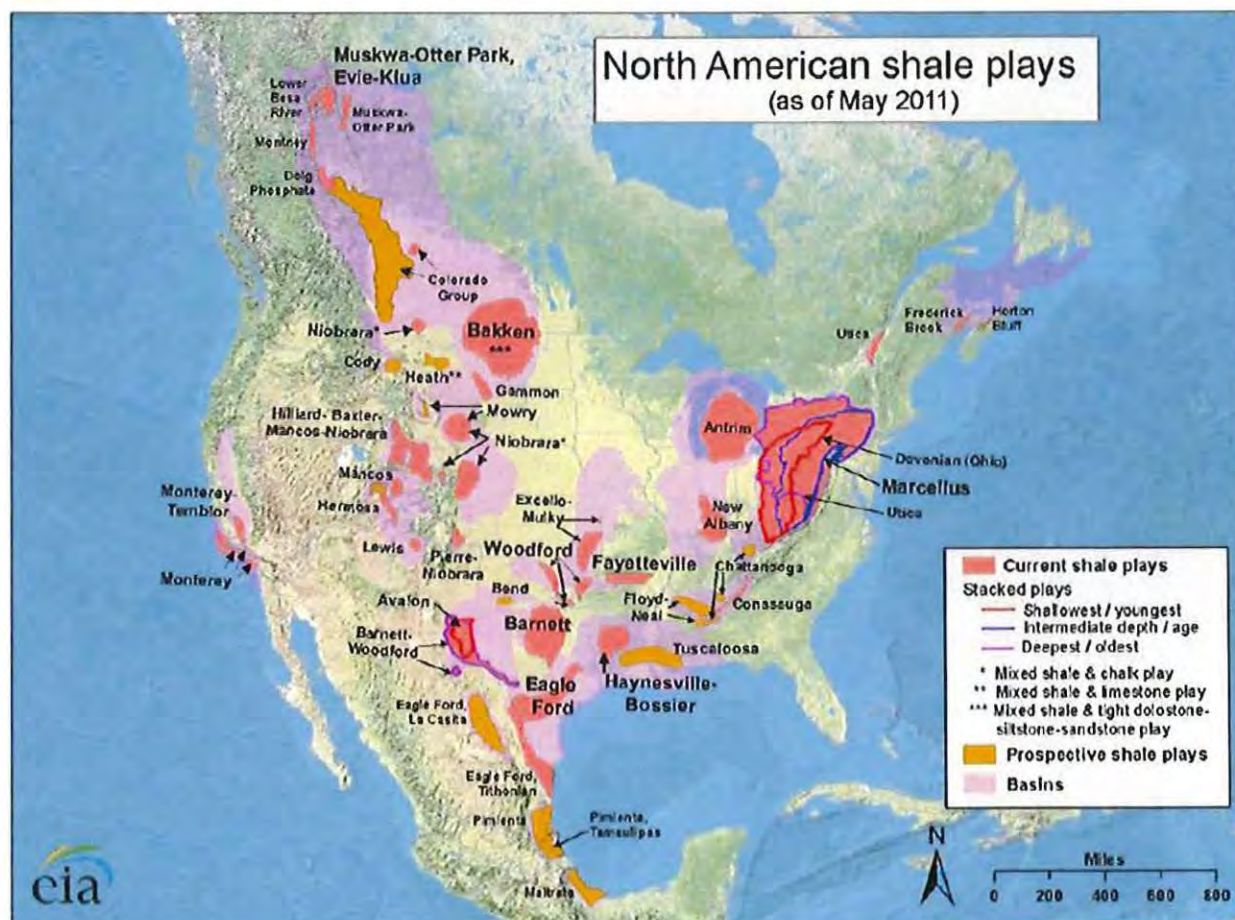 North American shale plays
(as of May 2011)
Muskwa-Otter Park,
Evie-Klua
Lower
Besa
River
Muskwa-
Otter Park
Montney
Doig
Phosphate
Colorado
Group
Niobrara*
Bakken
***
Cody
Heath**
Gammon
Mowry
Hilliard-Baxter-
Mancos-Niobrara
Niobrara*
Mancos
Hermosa
Lewis
Pierre-
Niobrara
Monterey-
Temblor
Monterey
Excello-
Mulky
Woodford
Fayetteville
New
Albany
Antrim
Utica
Frederick
Brook
Horton
Bluff
Devonian (Ohio)
Marcellus
Utica
Chattanooga
Conasauga
Floyd-
Neal
Bend
Avalon
Barnett
Barnett-
Woodford
Tuscaloosa
Haynesville-
Bossier
Eagle
Ford
Eagle Ford,
La Casita
Eagle Ford,
Tithonian
Pimienta
Pimienta,
Tamaulipas
Maltrata
Current shale plays
Stacked plays
Shallowest / youngest
Intermediate depth / age
Deepest / oldest
* Mixed shale & chalk play
** Mixed shale & limestone play
*** Mixed shale & tight dolostone-
siltstone-sandstone play
Prospective shale plays
Basins
N
Miles
0 200 400 600 800
eia